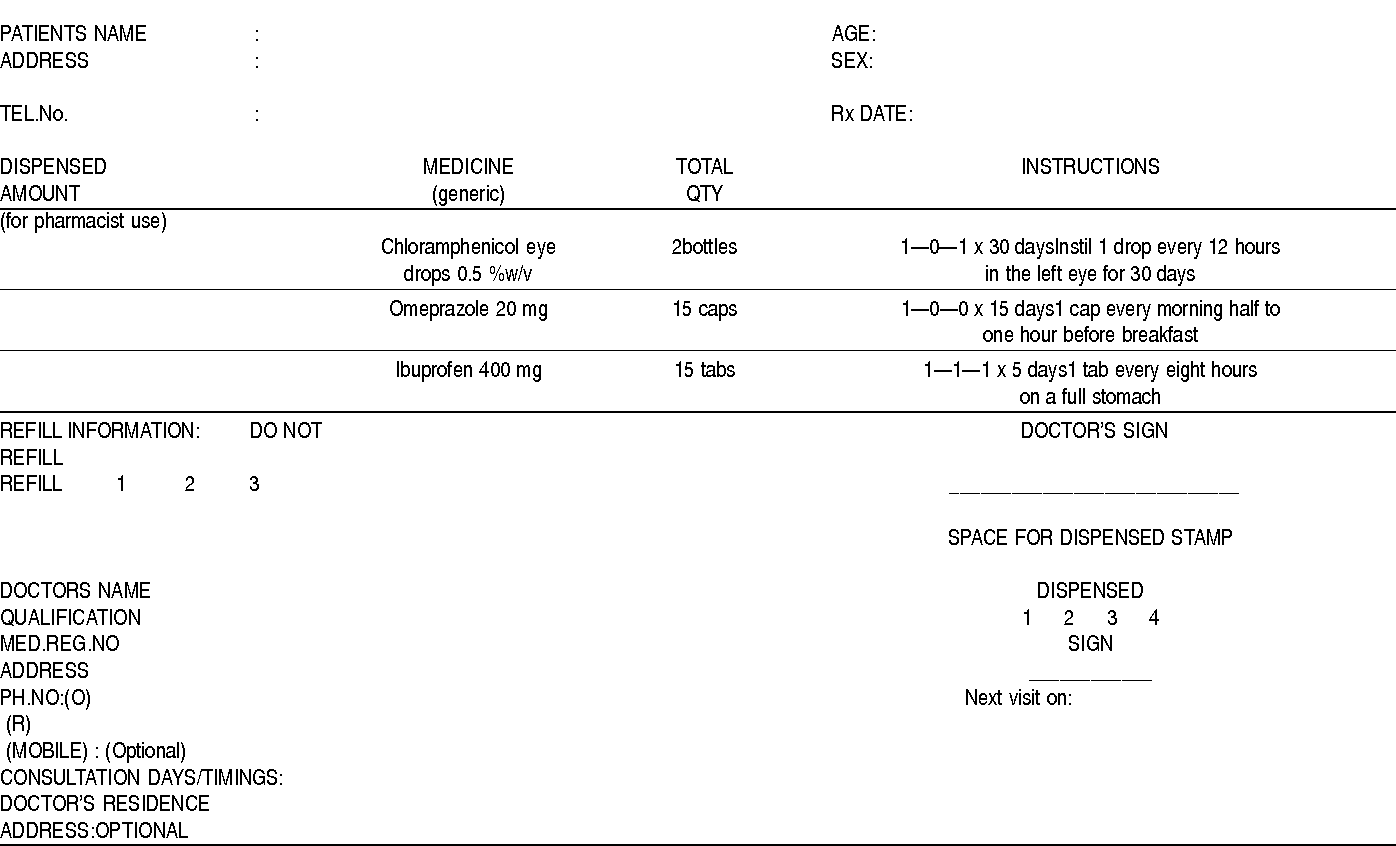 PATIENTS NAME : AGE:
ADDRESS : SEX:
TEL.No. : Rx DATE:
DISPENSED MEDICINE TOTAL INSTRUCTIONS
AMOUNT (generic) QTY
(for pharmacist use)
Chloramphenicol eye 2bottles 1—0—1 x 30 daysInstil 1 drop every 12 hours
drops 0.5 %w/v in the left eye for 30 days
Omeprazole 20 mg 15 caps 1—0—0 x 15 days1 cap every morning half to
one hour before breakfast
Ibuprofen 400 mg 15 tabs 1—1—1 x 5 days1 tab every eight hours
on a full stomach
REFILL INFORMATION: DO NOT DOCTOR'S SIGN
REFILL
REFILL 1 2 3 ____________________________
SPACE FOR DISPENSED STAMP
DOCTORS NAME DISPENSED
QUALIFICATION 1 2 3 4
MED.REG.NO SIGN
ADDRESS ____________
PH.NO:(O) Next visit on:
(R)
(MOBILE) : (Optional)
CONSULTATION DAYS/TIMINGS:
DOCTOR'S RESIDENCE
ADDRESS:OPTIONAL